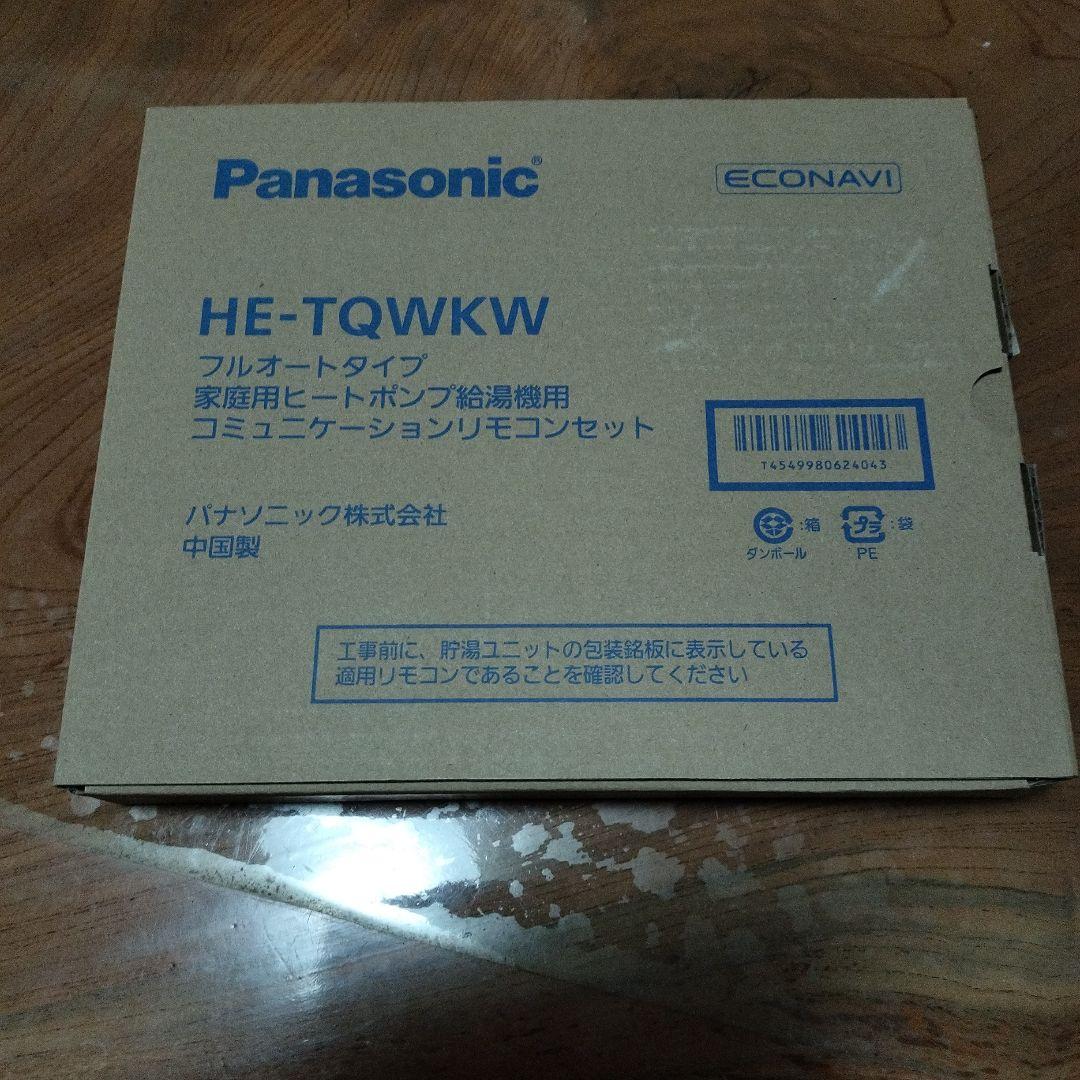 Panasonic®
ECONAVI
HE-TQWKW
フルオートタイプ
家庭用ヒートポンプ給湯機用
コミュニケーションリモコンセット
T4549980624043
パナソニック株式会社
中国製
:箱
ダンボール
プラ :袋
PE
工事前に、貯湯ユニットの包装銘板に表示している
適用リモコンであることを確認してください